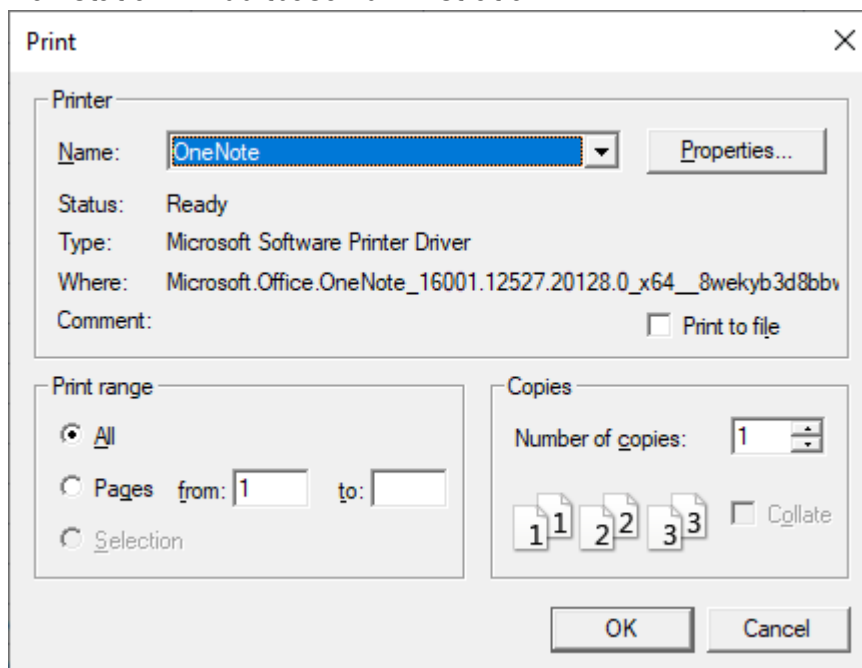 Print
Printer
Name: OneNote Properties...
Status: Ready
Type: Microsoft Software Printer Driver
Where: Microsoft.Office.OneNote_16001.12527.20128.0_x64__8wekyb3d8bbw
Comment: Print to file
Print range
All
Pages from: 1 to:
Selection
Copies
Number of copies: 1
1 1 2 2 3 3 Collate
OK Cancel